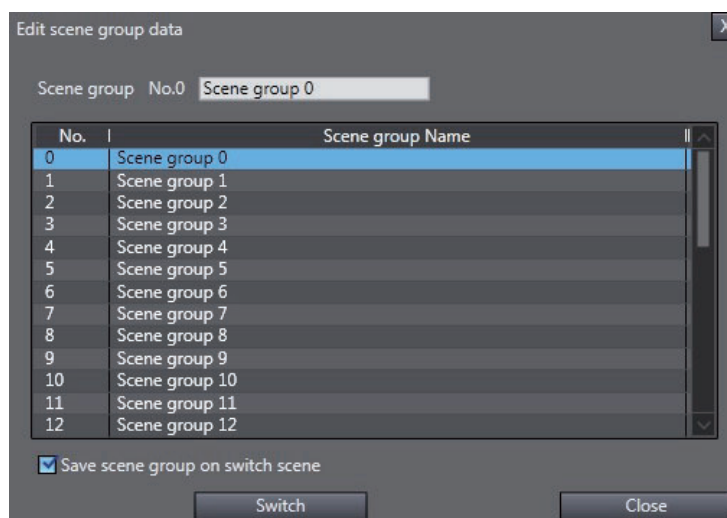 Edit scene group data
X
Scene group No.0 Scene group 0
No. Scene group Name
0 Scene group 0
1 Scene group 1
2 Scene group 2
3 Scene group 3
4 Scene group 4
5 Scene group 5
6 Scene group 6
7 Scene group 7
8 Scene group 8
9 Scene group 9
10 Scene group 10
11 Scene group 11
12 Scene group 12
Save scene group on switch scene
Switch Close